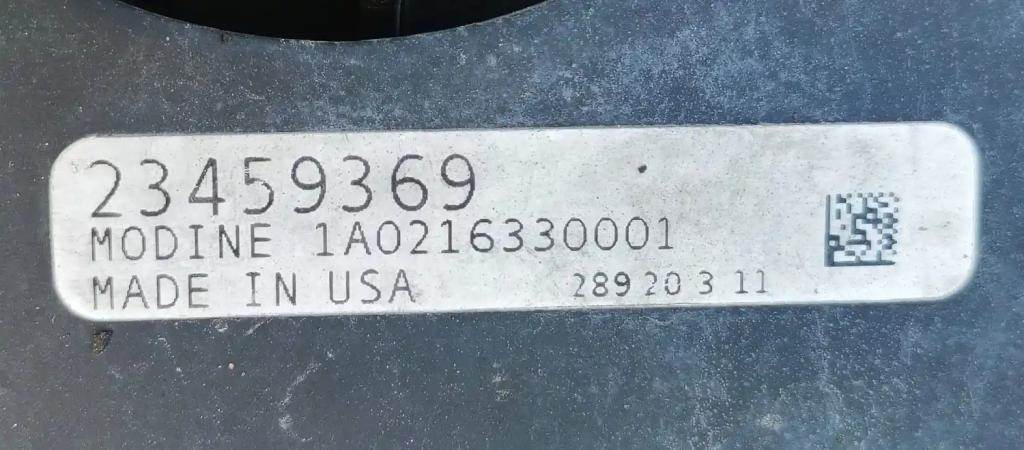 23459369
MODINE 1A0216330001
MADE IN USA 289 20 3 11